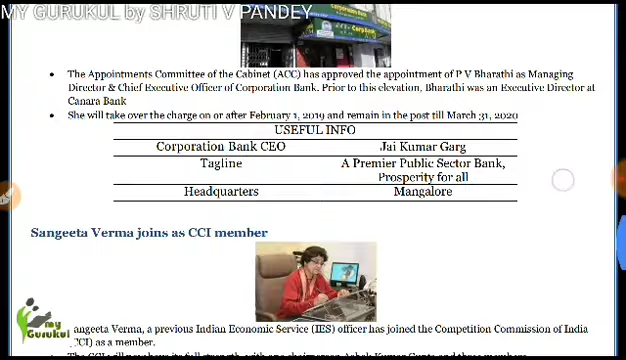 MY GURUKUL by SHRUTI V PANDEY
Corporation Bank
• The Appointments Committee of the Cabinet (ACC) has approved the appointment of P V Bharathi as Managing
Director & Chief Executive Officer of Corporation Bank. Prior to this elevation, Bharathi was an Executive Director at
Canara Bank
• She will take over the charge on or after February 1, 2019 and remain in the post till March 31, 2020
USEFUL INFO
Corporation Bank CEO Jai Kumar Garg
Tagline A Premier Public Sector Bank,
Prosperity for all
Headquarters Mangalore
Sangeeta Verma joins as CCI member
my
Gurukul
angeeta Verma, a previous Indian Economic Service (IES) officer has joined the Competition Commission of India
CCI) as a member.